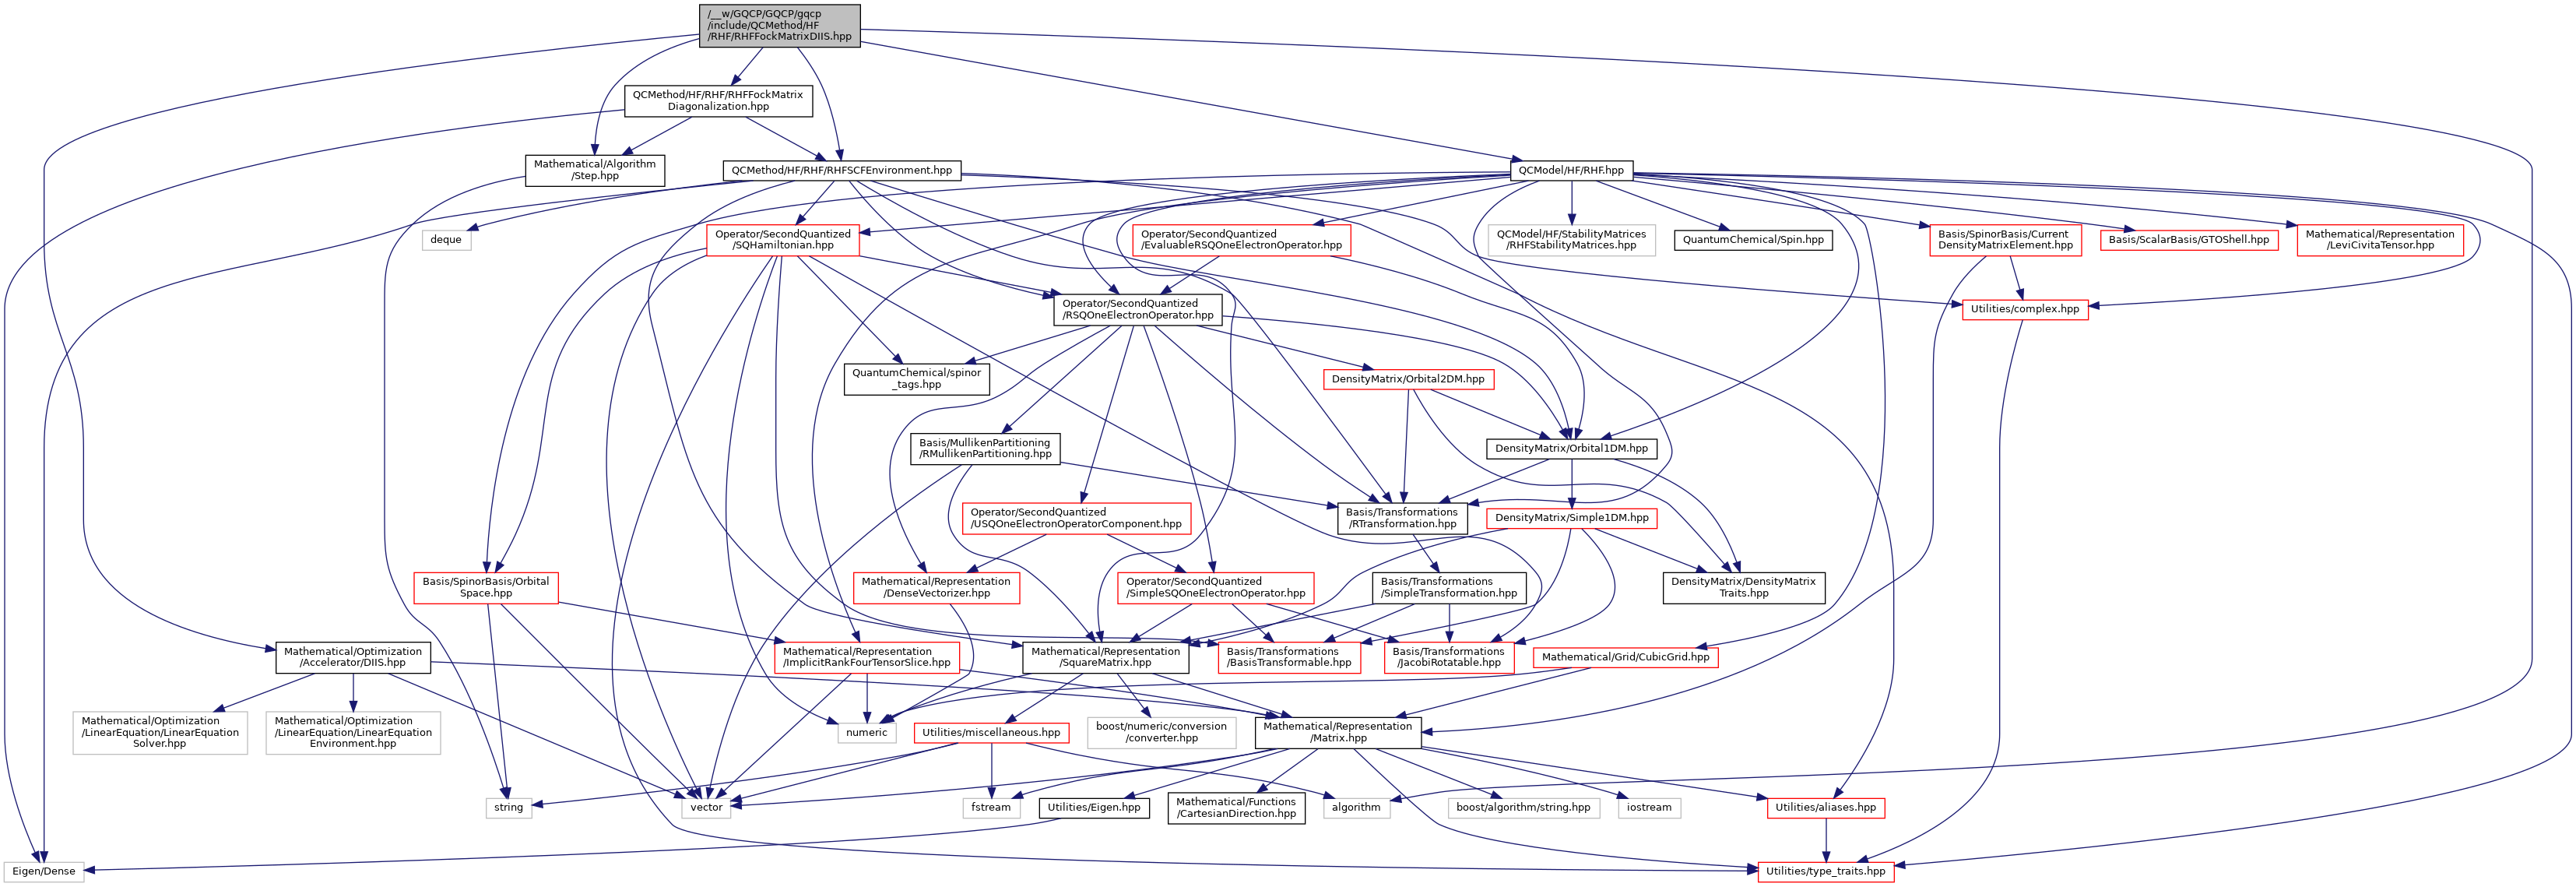 /__w/GQCP/GQCP/gqcp
/include/QCMethod/HF
/RHF/RHFFockMatrixDIIS.hpp
QCMethod/HF/RHF/RHFFockMatrix
Diagonalization.hpp
Mathematical/Algorithm
/Step.hpp
QCMethod/HF/RHF/RHFSCFEnvironment.hpp
QCModel/HF/RHF.hpp
deque
Operator/SecondQuantized
/SQHamiltonian.hpp
Operator/SecondQuantized
/EvaluableRSQOneElectronOperator.hpp
QCModel/HF/StabilityMatrices
/RHFStabilityMatrices.hpp
QuantumChemical/Spin.hpp
Basis/SpinorBasis/Current
DensityMatrixElement.hpp
Basis/ScalarBasis/GTOShell.hpp
Mathematical/Representation
/LeviCivitaTensor.hpp
Operator/SecondQuantized
/RSQOneElectronOperator.hpp
Utilities/complex.hpp
QuantumChemical/spinor
_tags.hpp
DensityMatrix/Orbital2DM.hpp
Basis/MullikenPartitioning
/RMullikenPartitioning.hpp
DensityMatrix/Orbital1DM.hpp
Operator/SecondQuantized
/USQOneElectronOperatorComponent.hpp
Basis/Transformations
/RTransformation.hpp
DensityMatrix/Simple1DM.hpp
Basis/SpinorBasis/Orbital
Space.hpp
Mathematical/Representation
/DenseVectorizer.hpp
Operator/SecondQuantized
/SimpleSQOneElectronOperator.hpp
Basis/Transformations
/SimpleTransformation.hpp
DensityMatrix/DensityMatrix
Traits.hpp
Mathematical/Optimization
/Accelerator/DIIS.hpp
Mathematical/Representation
/ImplicitRankFourTensorSlice.hpp
Mathematical/Representation
/SquareMatrix.hpp
Basis/Transformations
/BasisTransformable.hpp
Basis/Transformations
/JacobiRotatable.hpp
Mathematical/Grid/CubicGrid.hpp
Mathematical/Optimization
/LinearEquation/LinearEquation
Solver.hpp
Mathematical/Optimization
/LinearEquation/LinearEquation
Environment.hpp
numeric
Utilities/miscellaneous.hpp
boost/numeric/conversion
/converter.hpp
Mathematical/Representation
/Matrix.hpp
string
vector
fstream
Utilities/Eigen.hpp
Mathematical/Functions
/CartesianDirection.hpp
algorithm
boost/algorithm/string.hpp
iostream
Utilities/aliases.hpp
Eigen/Dense
Utilities/type_traits.hpp